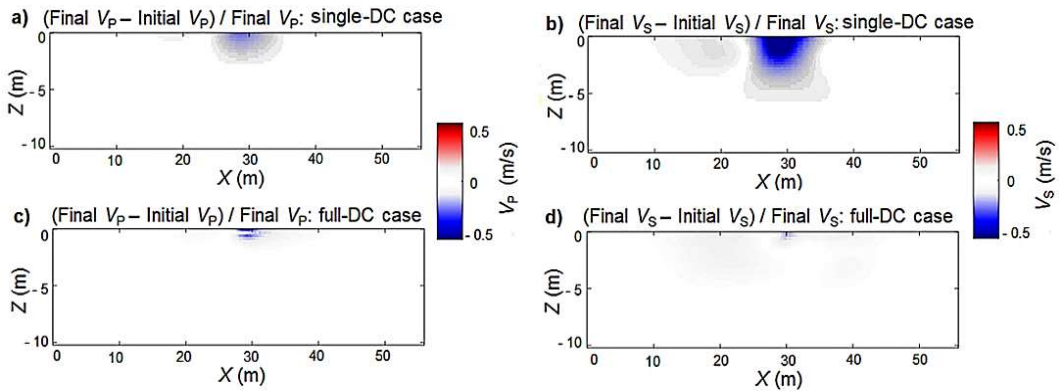 a) (Final VP – Initial VP) / Final VP: single-DC case
0
- 5
- 10
Z (m)
0 10 20 30 40 50
X (m)
b) (Final VS – Initial VS) / Final VS: single-DC case
0
- 5
- 10
Z (m)
0 10 20 30 40 50
X (m)
0.5
0
- 0.5
VP (m/s)
0.5
0
- 0.5
VS (m/s)
c) (Final VP – Initial VP) / Final VP: full-DC case
0
- 5
- 10
Z (m)
0 10 20 30 40 50
X (m)
d) (Final VS – Initial VS) / Final VS: full-DC case
0
- 5
- 10
Z (m)
0 10 20 30 40 50
X (m)